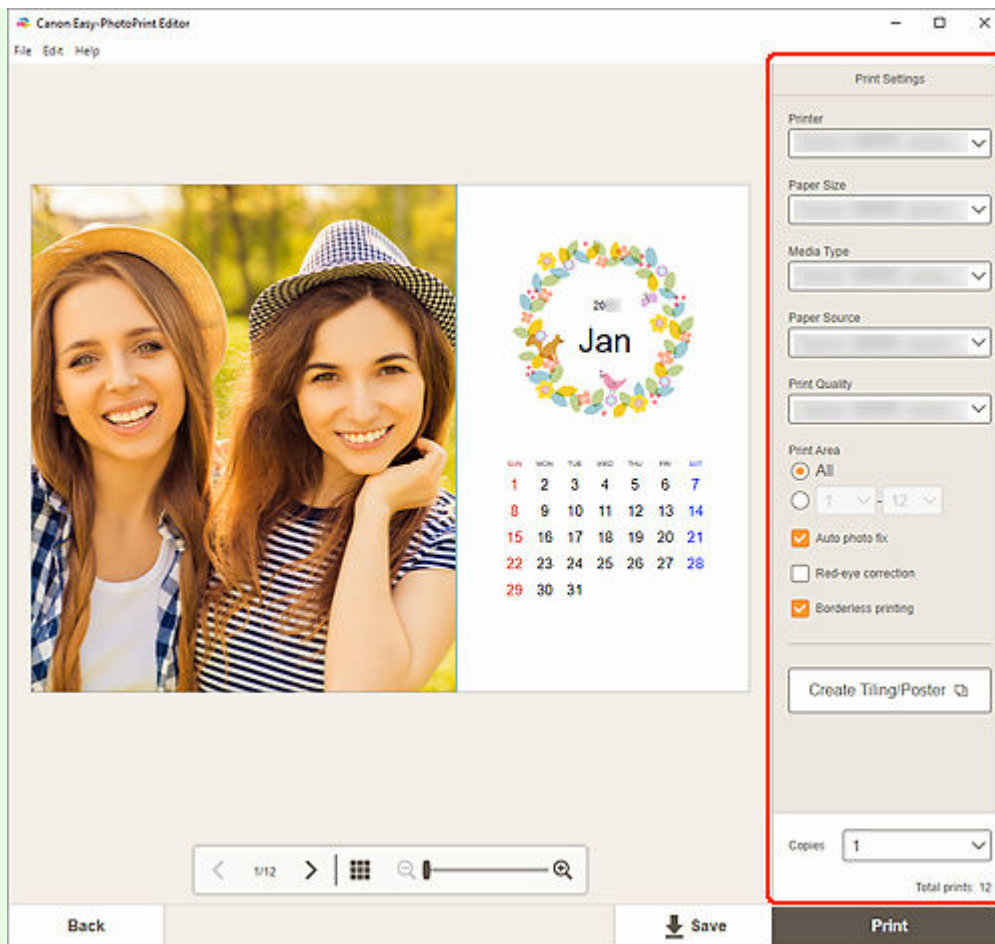 Canon Easy-PhotoPrint Editor
File Edit Help
Print Settings
Printer
Paper Size
Media Type
Paper Source
Print Quality
Print Area
All
1 - 12
Auto photo fix
Red-eye correction
Borderless printing
Create Tiling/Poster
Copies 1
Total prints: 12
20
Jan
SUN MON TUE WED THU FRI SAT
1 2 3 4 5 6 7
8 9 10 11 12 13 14
15 16 17 18 19 20 21
22 23 24 25 26 27 28
29 30 31
1/12
Back
Save
Print